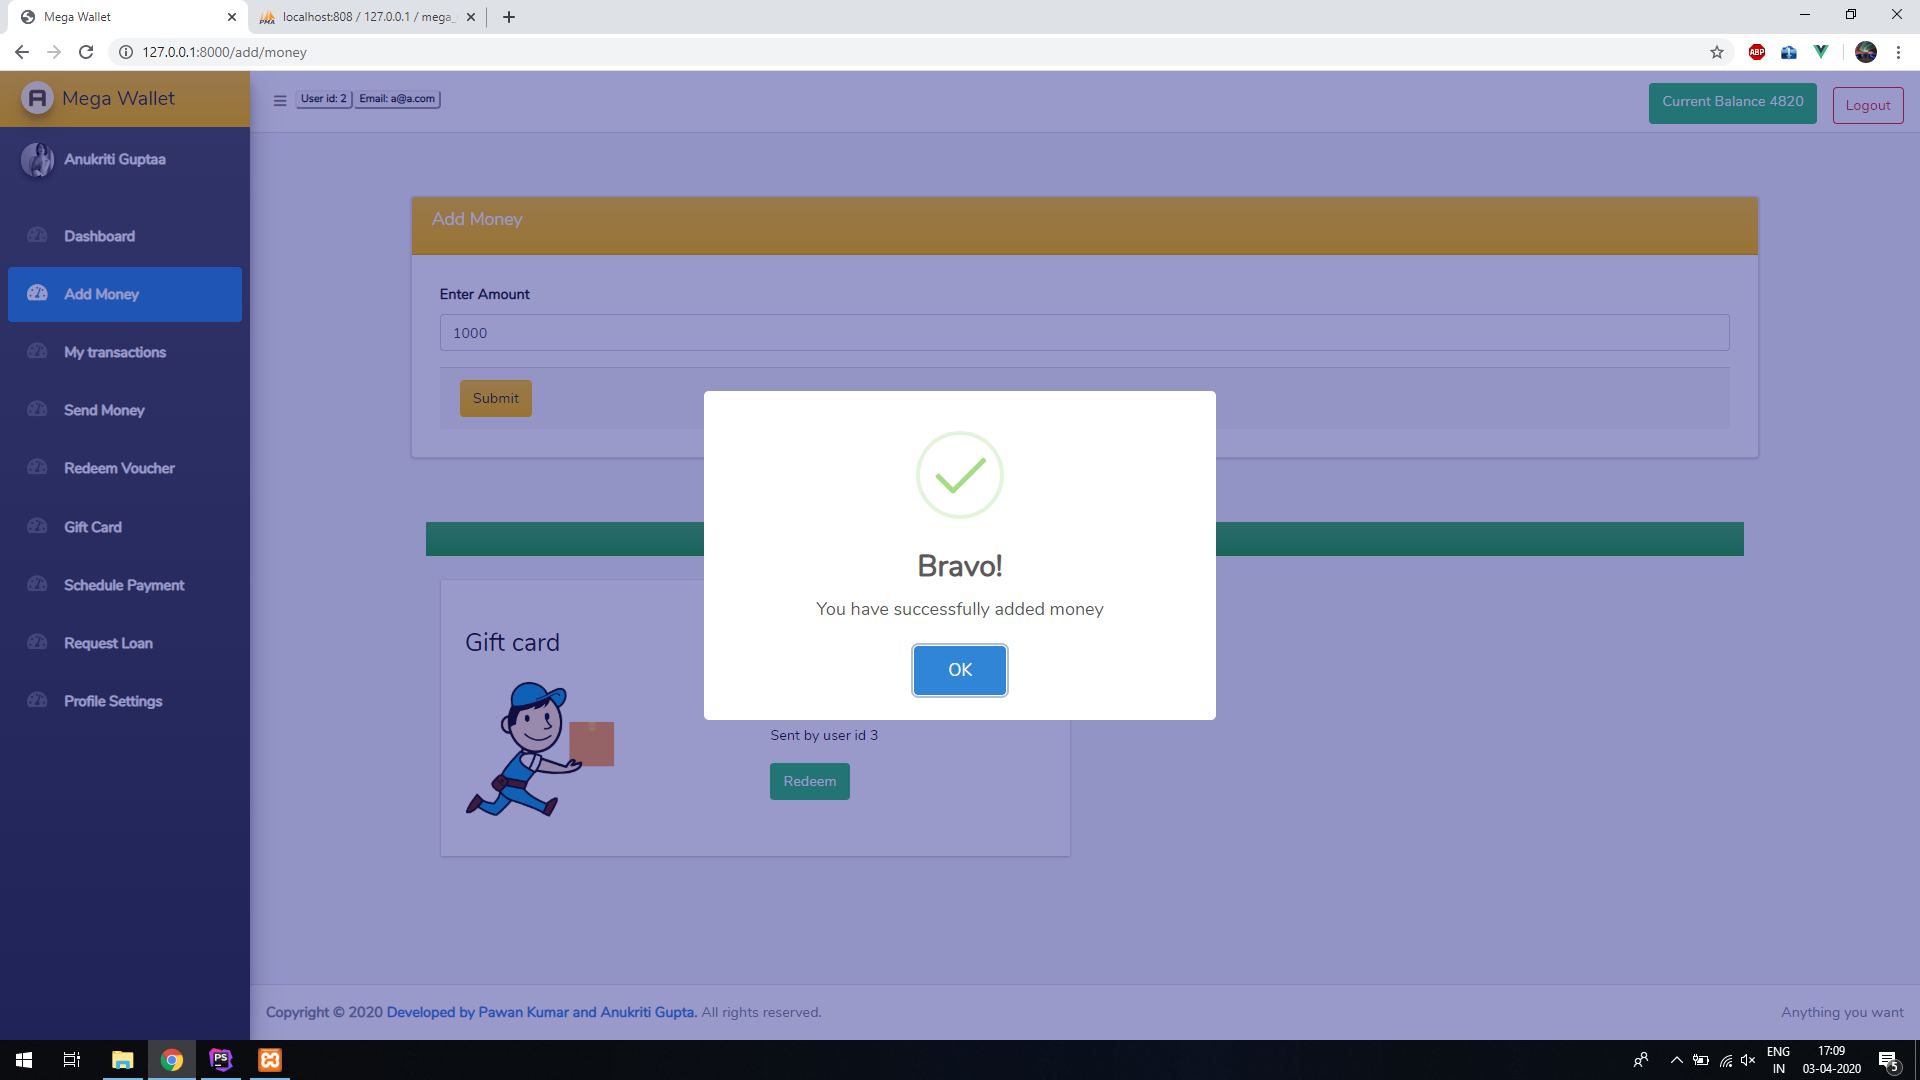 Mega Wallet
localhost:808 / 127.0.0.1 / mega_
127.0.0.1:8000/add/money
ABP
A Mega Wallet
User id: 2 Email: a@a.com
Current Balance 4820
Logout
Anukriti Guptaa
Dashboard
Add Money
My transactions
Send Money
Redeem Voucher
Gift Card
Schedule Payment
Request Loan
Profile Settings
Add Money
Enter Amount
1000
Submit
Bravo!
You have successfully added money
OK
Gift card
Sent by user id 3
Redeem
Copyright © 2020 Developed by Pawan Kumar and Anukriti Gupta. All rights reserved.
Anything you want
PS
ENG
IN
17:09
03-04-2020
5